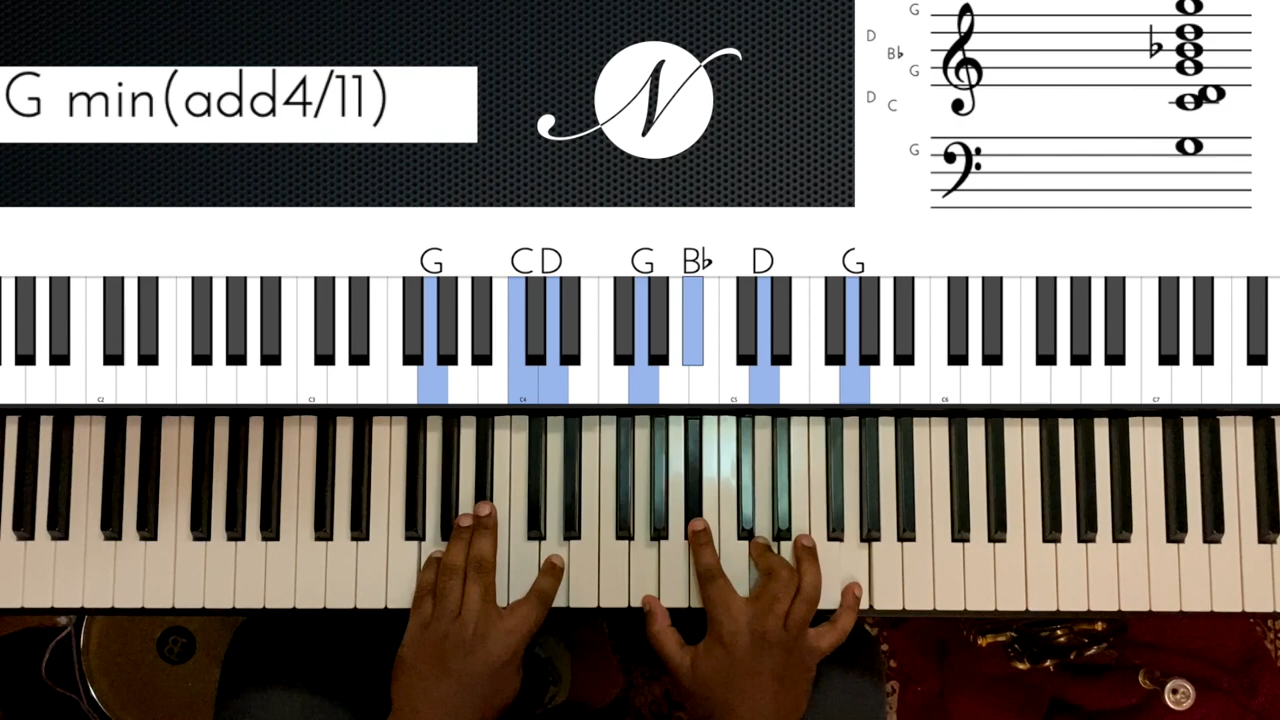 G min(add4/11)
N
G
D
B♭
G
D
C
G
G C D G B♭ D G
C2 C3 C4 C5 C6 C7
B